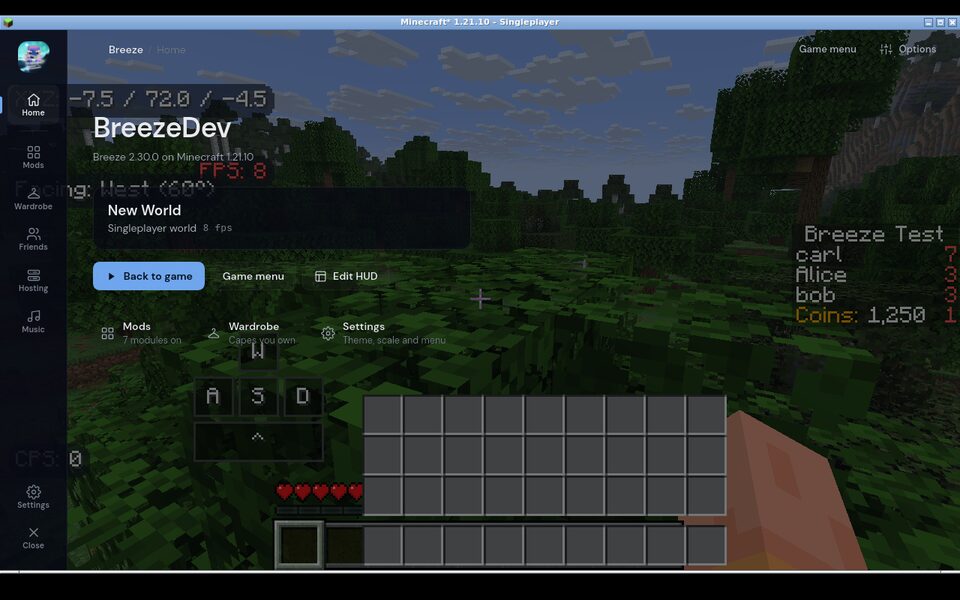 Minecraft* 1.21.10 - Singleplayer
Breeze / Home
Game menu
Options
-7.5 / 72.0 / -4.5
Home
BreezeDev
Breeze 2.30.0 on Minecraft 1.21.10
FPS: 8
Mods
Facing: West (60°)
Wardrobe
New World
Singleplayer world 8 fps
Friends
Breeze Test
carl 7
Alice 3
bob 3
Coins: 1,250 1
Hosting
Back to game
Game menu
Edit HUD
Music
Mods
7 modules on
Wardrobe
Capes you own
Settings
Theme, scale and menu
W
A S D
^
CPS: 0
Settings
Close